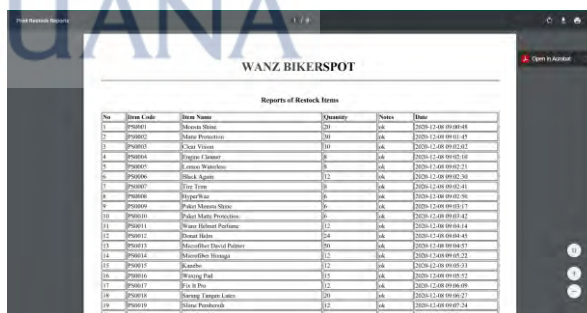 Print Restock Reports
UANA
Open in Acrobat
WANZ BIKERSPOT
Reports of Restock Items
No Item Code Item Name Quantity Notes Date
1 PS0001 Monsta Shine 20 ok 2020-12-08 09:00:48
2 PS0002 Matte Protection 30 ok 2020-12-08 09:01:45
3 PS0003 Clear Vision 10 ok 2020-12-08 09:02:02
4 PS0004 Engine Cleaner 8 ok 2020-12-08 09:02:10
5 PS0005 Lemon Waterless 8 ok 2020-12-08 09:02:21
6 PS0006 Black Again 12 ok 2020-12-08 09:02:30
7 PS0007 Tire Trim 8 ok 2020-12-08 09:02:41
8 PS0008 HyperWax 6 ok 2020-12-08 09:02:56
9 PS0009 Paket Monsta Shine 6 ok 2020-12-08 09:03:17
10 PS0010 Paket Matte Protection 6 ok 2020-12-08 09:03:42
11 PS0011 Wanz Helmet Perfume 12 ok 2020-12-08 09:04:14
12 PS0012 Donat Helm 24 ok 2020-12-08 09:04:45
13 PS0013 Microfiber David Palmer 50 ok 2020-12-08 09:04:57
14 PS0014 Microfiber 12 ok 2020-12-08 09:05:22
15 PS0015 Kanebo 12 ok 2020-12-08 09:05:33
16 PS0016 Waxing Pad 15 ok 2020-12-08 09:05:52
17 PS0017 Fix It Pro 12 ok 2020-12-08 09:06:09
18 PS0018 Sarung Tangan Latex 20 ok 2020-12-08 09:06:27
19 PS0019 Slime Pembersih 12 ok 2020-12-08 09:07:24